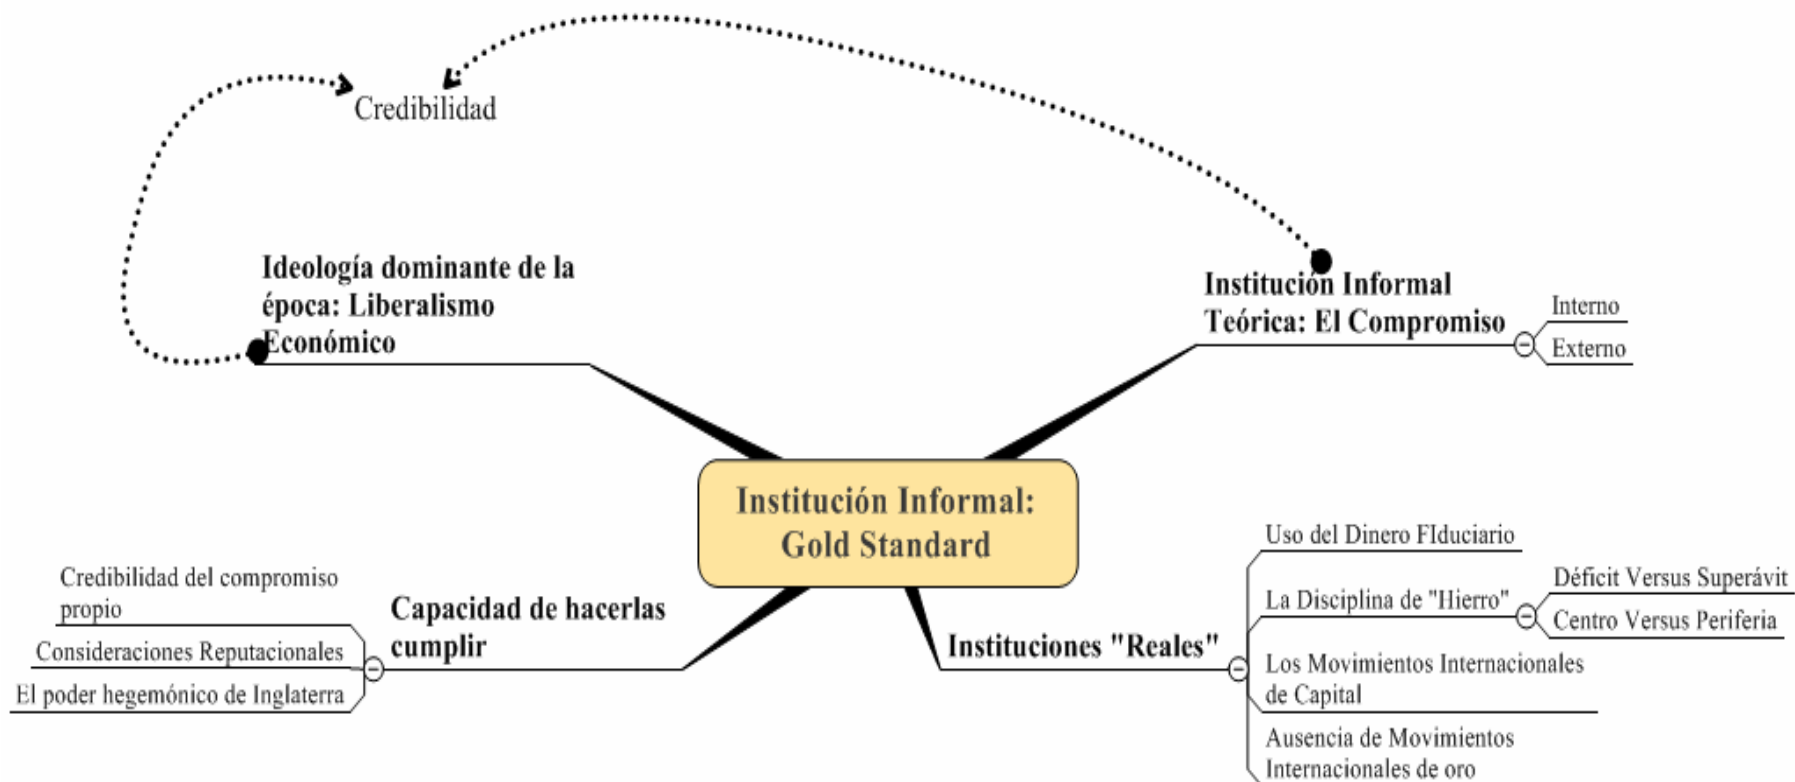 Credibilidad
Ideología dominante de la
época: Liberalismo
Económico
Institución Informal
Teórica: El Compromiso
Interno
Externo
Institución Informal:
Gold Standard
Credibilidad del compromiso
propio
Consideraciones Reputacionales
El poder hegemónico de Inglaterra
Capacidad de hacerlas
cumplir
Instituciones "Reales"
Uso del Dinero FIduciario
La Disciplina de "Hierro"
Déficit Versus Superávit
Centro Versus Periferia
Los Movimientos Internacionales
de Capital
Ausencia de Movimientos
Internacionales de oro